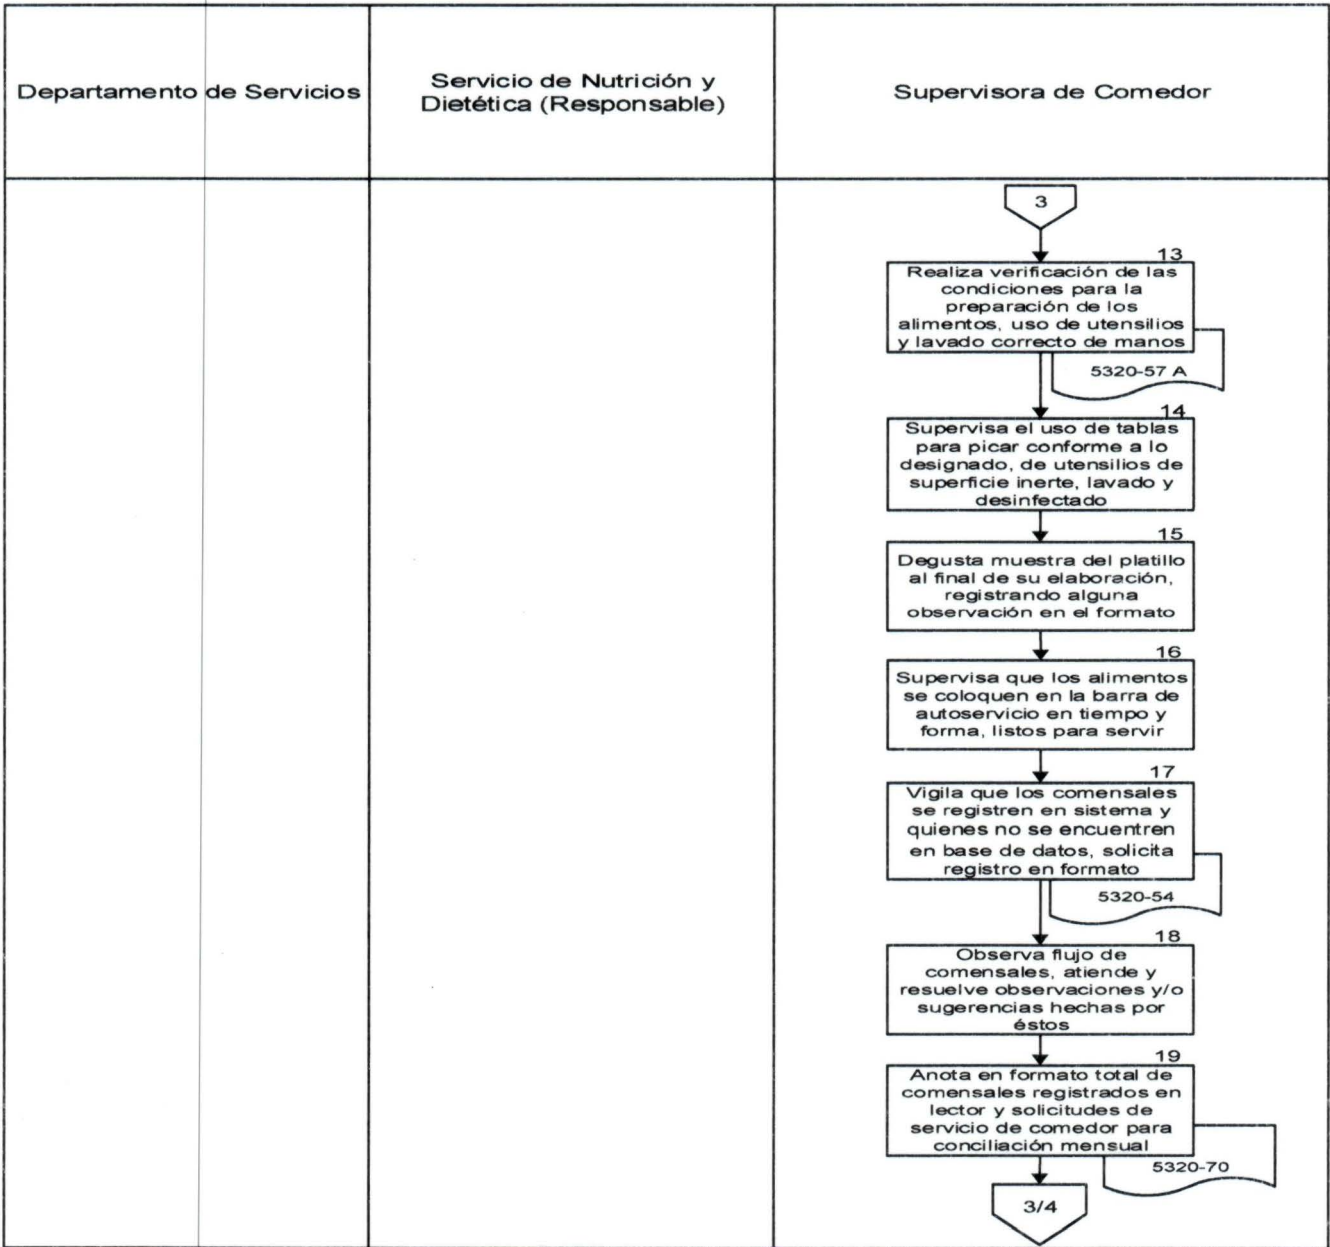 Departamento de Servicios
Servicio de Nutrición y
Dietética (Responsable)
Supervisora de Comedor
3
13
Realiza verificación de las
condiciones para la
preparación de los
alimentos, uso de utensilios
y lavado correcto de manos
5320-57 A
14
Supervisa el uso de tablas
para picar conforme a lo
designado, de utensilios de
superficie inerte, lavado y
desinfectado
15
Degusta muestra del platillo
al final de su elaboración,
registrando alguna
observación en el formato
16
Supervisa que los alimentos
se coloquen en la barra de
autoservicio en tiempo y
forma, listos para servir
17
Vigila que los comensales
se registren en sistema y
quienes no se encuentren
en base de datos, solicita
registro en formato
5320-54
18
Observa flujo de
comensales, atiende y
resuelve observaciones y/o
sugerencias hechas por
éstos
19
Anota en formato total de
comensales registrados en
lector y solicitudes de
servicio de comedor para
conciliación mensual
5320-70
3/4